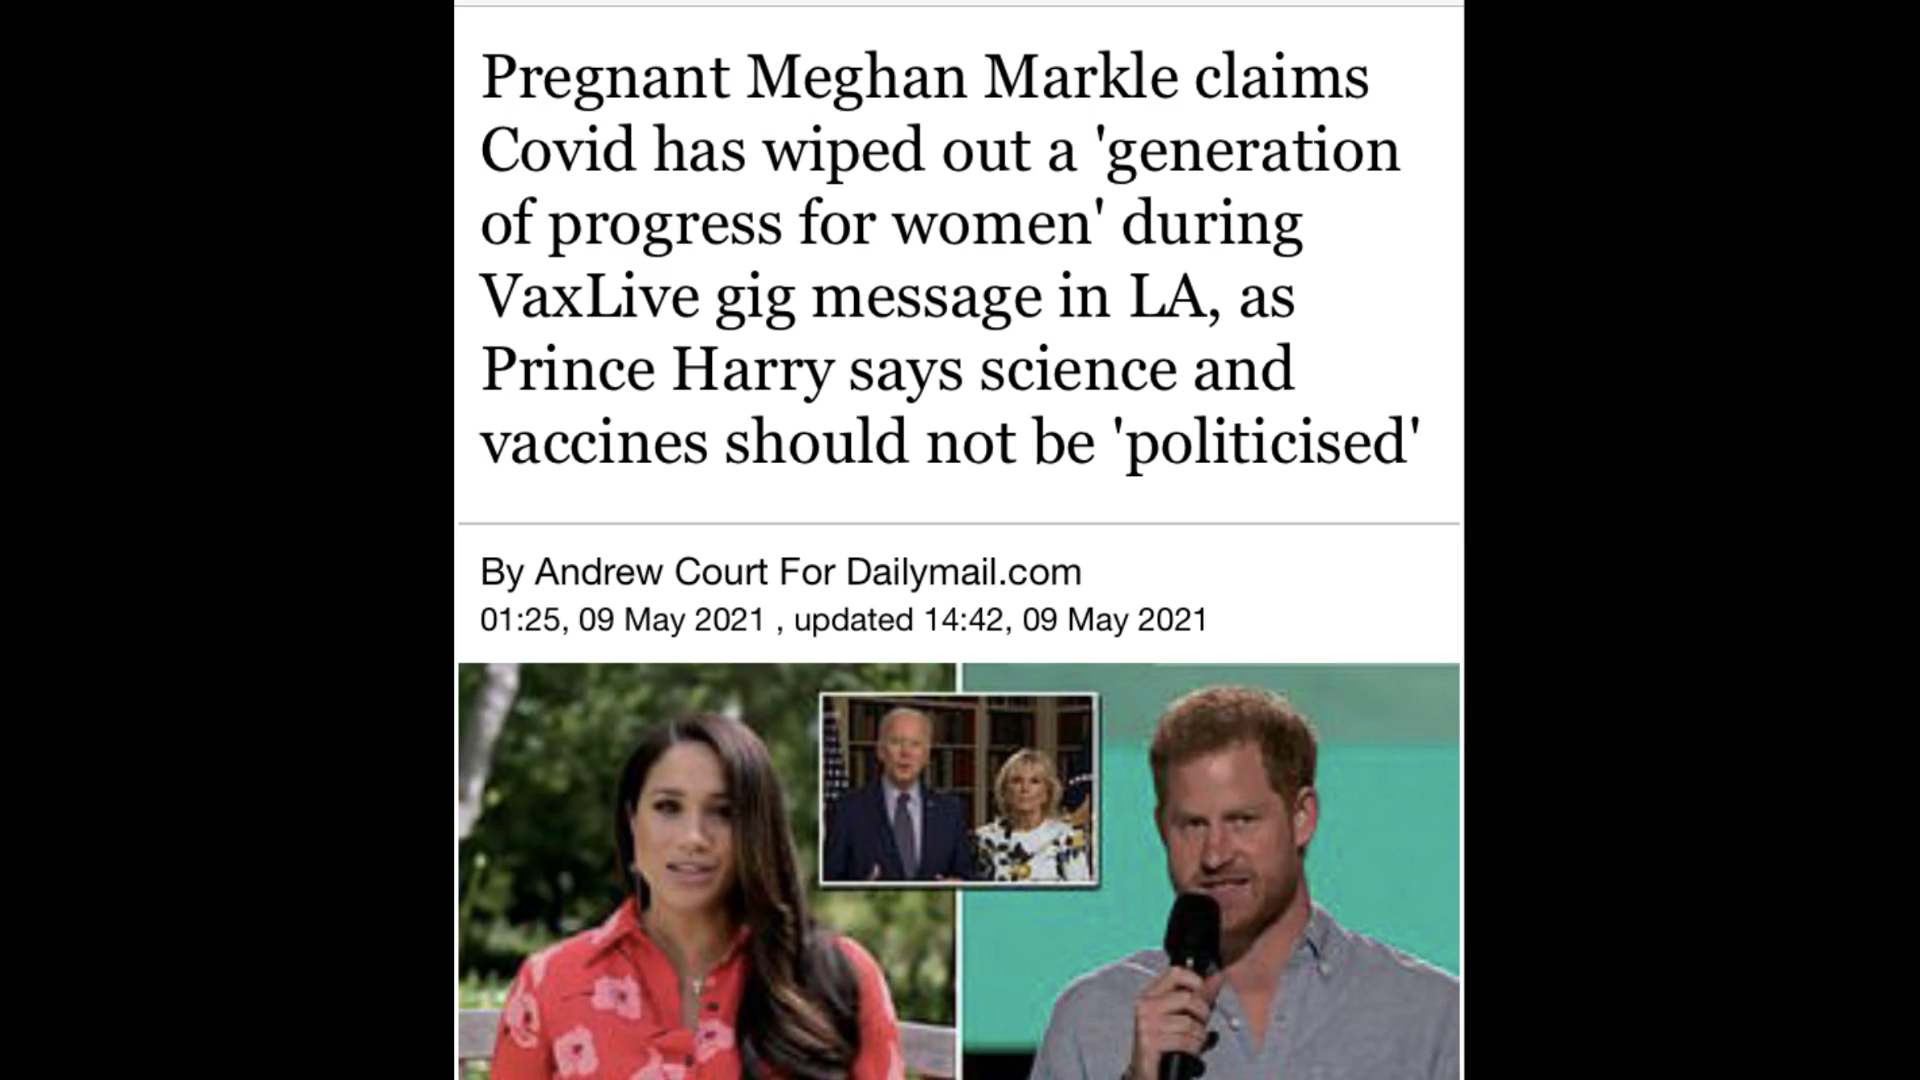 Pregnant Meghan Markle claims
Covid has wiped out a 'generation
of progress for women' during
VaxLive gig message in LA, as
Prince Harry says science and
vaccines should not be 'politicised'
By Andrew Court For Dailymail.com
01:25, 09 May 2021 , updated 14:42, 09 May 2021